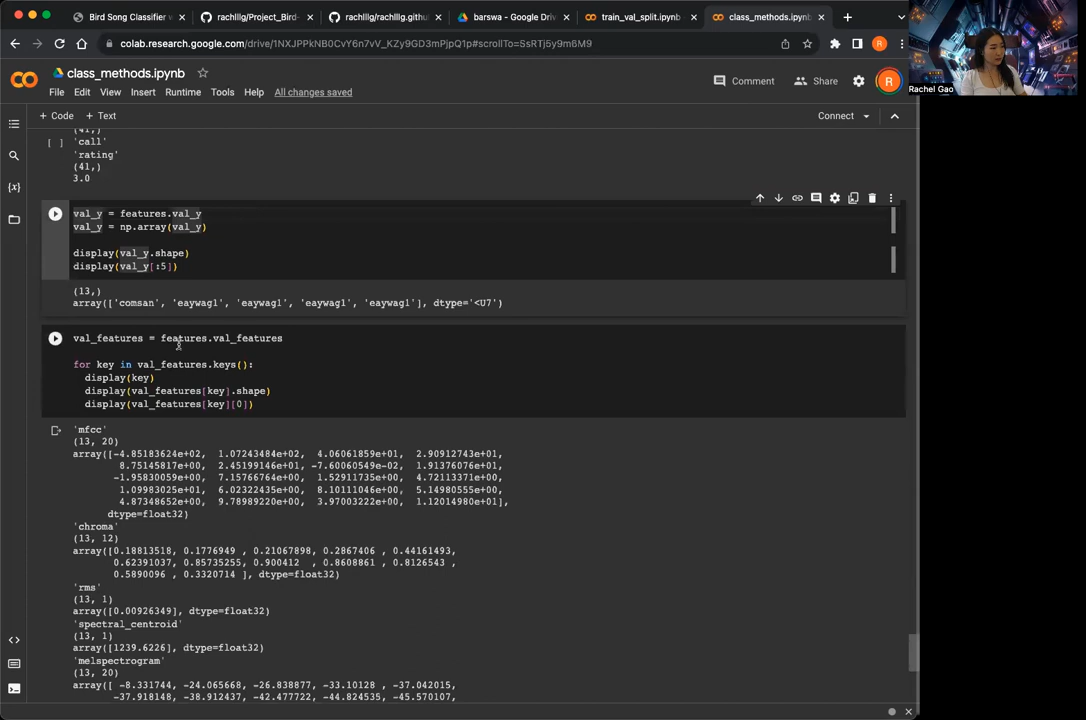 Bird Song Classifier w
rachlllg/Project_Bird-
rachlllg/rachlllg.github
barswa - Google Driv
train_val_split.ipynb
class_methods.ipynb
colab.research.google.com/drive/1NXJPPkNB0CvY6n7vV_KZy9GD3mPjpQ1p#scrollTo=SsRTj5y9m6M9
R
Rachel Gao
class_methods.ipynb
File Edit View Insert Runtime Tools Help All changes saved
Comment Share R
+ Code + Text
Connect
(41,)
[ ] 'call'
'rating'
(41,)
3.0
val_y = features.val_y
val_y = np.array(val_y)
display(val_y.shape)
display(val_y[:5])
(13,)
array(['comsan', 'eaywag1', 'eaywag1', 'eaywag1', 'eaywag1'], dtype='<U7')
val_features = features.val_features
for key in val_features.keys():
display(key)
display(val_features[key].shape)
display(val_features[key][0])
'mfcc'
(13, 20)
array([-4.85183624e+02, 1.07243484e+02, 4.06061859e+01, 2.90912743e+01,
8.75145817e+00, 2.45199146e+01, -7.60060549e-02, 1.91376076e+01,
-1.95830059e+00, 7.15766764e+00, 1.52911735e+01, 4.72113371e+00,
1.09983025e+01, 6.02322435e+00, 8.10111046e+00, 5.14980555e+00,
4.87348652e+00, 9.78989220e+00, 3.97003222e+00, 1.12014980e+01],
dtype=float32)
'chroma'
(13, 12)
array([0.18813518, 0.1776949 , 0.21067898, 0.2867406 , 0.44161493,
0.62391037, 0.85735255, 0.900412 , 0.8608861 , 0.8126543 ,
0.5890096 , 0.3320714 ], dtype=float32)
'rms'
(13, 1)
array([0.00926349], dtype=float32)
'spectral_centroid'
(13, 1)
array([1239.6226], dtype=float32)
'melspectrogram'
(13, 20)
array([ -8.331744, -24.065668, -26.838877, -33.10128 , -37.042015,
-37.918148, -38.912437, -42.477722, -44.824535, -45.570107,